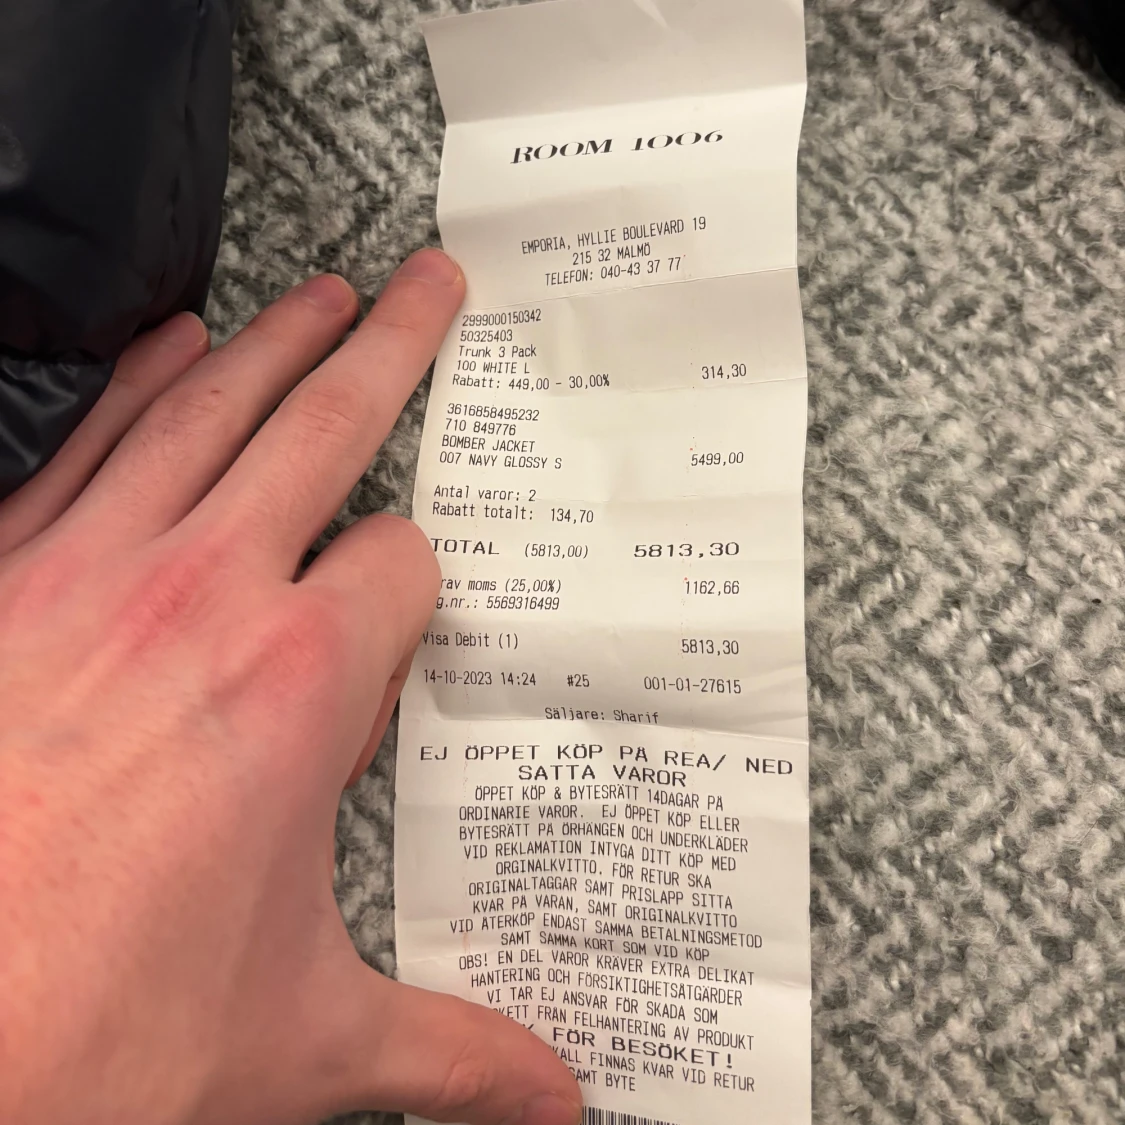 ROOM 1006
EMPORIA, HYLLIE BOULEVARD 19
215 32 MALMÖ
TELEFON: 040-43 37 77
2999000150342
50325403
Trunk 3 Pack
100 WHITE L
Rabatt: 449,00 - 30,00% 314,30
3616858495232
710 849776
BOMBER JACKET
007 NAVY GLOSSY S 5499,00
Antal varor: 2
Rabatt totalt: 134,70
TOTAL (5813,00) 5813,30
rav moms (25,00%) 1162,66
g.nr.: 5569316499
Visa Debit (1) 5813,30
14-10-2023 14:24 #25 001-01-27615
Säljare: Sharif
EJ ÖPPET KÖP PÅ REA/ NED
SATTA VAROR
ÖPPET KÖP & BYTESRÄTT 14DAGAR PÅ
ORDINARIE VAROR. EJ ÖPPET KÖP ELLER
BYTESRÄTT PÅ ÖRHÄNGEN OCH UNDERKLÄDER
VID REKLAMATION INTYGA DITT KÖP MED
ORGINALKVITTO. FÖR RETUR SKA
ORIGINALTAGGAR SAMT PRISLAPP SITTA
KVAR PÅ VARAN, SAMT ORIGINALKVITTO
VID ÅTERKÖP ENDAST SAMMA BETALNINGSMETOD
SAMT SAMMA KORT SOM VID KÖP
OBS! EN DEL VAROR KRÄVER EXTRA DELIKAT
HANTERING OCH FÖRSIKTIGHETSÅTGÄRDER
VI TAR EJ ANSVAR FÖR SKADA SOM
KETT FRÅN FELHANTERING AV PRODUKT
K FÖR BESÖKET!
KALL FINNAS KVAR VID RETUR
SAMT BYTE